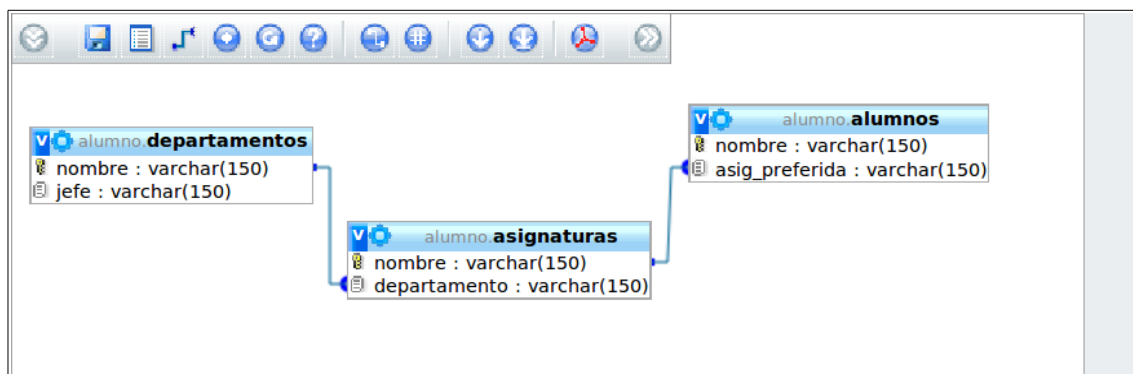 alumno.departamentos
nombre : varchar(150)
jefe : varchar(150)
alumno.asignaturas
nombre : varchar(150)
departamento : varchar(150)
alumno.alumnos
nombre : varchar(150)
asig_preferida : varchar(150)